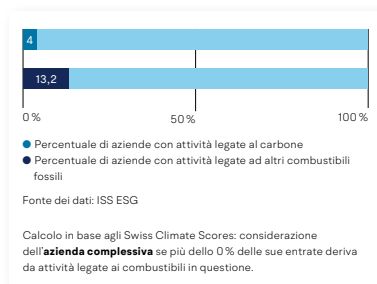 4
13,2
0 % 50 % 100 %
Percentuale di aziende con attività legate al carbone
Percentuale di aziende con attività legate ad altri combustibili
fossili
Fonte dei dati: ISS ESG
Calcolo in base agli Swiss Climate Scores: considerazione
dell'azienda complessiva se più dello 0 % delle sue entrate deriva
da attività legate ai combustibili in questione.